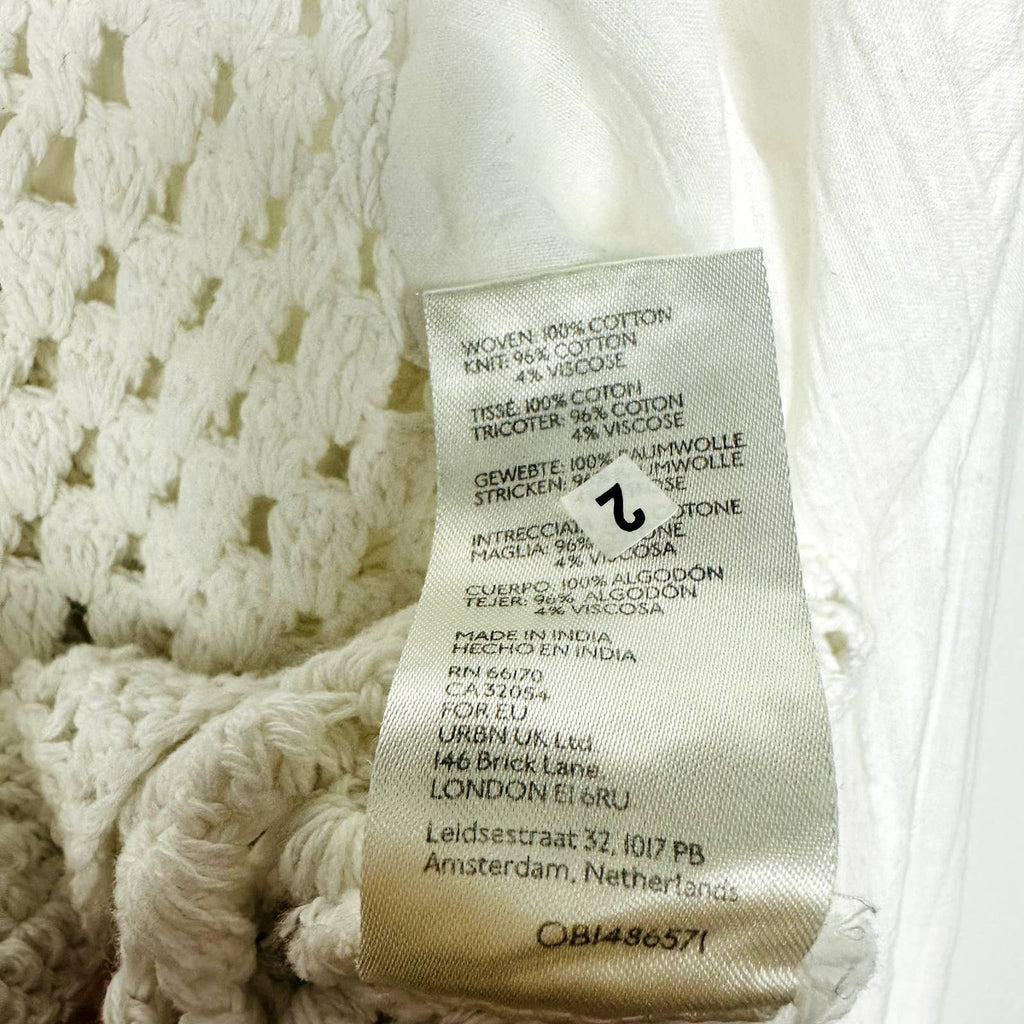 WOVEN: 100% COTTON
KNIT: 96% COTTON
4% VISCOSE
TISSÉ: 100% COTON
TRICOTER: 96% COTON
4% VISCOSE
GEWEBTE: 100%
STRICKEN:
2
MAGLIA: 96%
4% VISCOSA
CUERPO: 100% ALGODÓN
TEJER: 96% ALGODÓN
4% VISCOSA
MADE IN INDIA
HECHO EN INDIA
RN 66170
CA 32054
FOR EU
URBN UK Ltd
146 Brick Lane,
LONDON E1 6RU
Leidsestraat 32, 1017 PB
Amsterdam, Netherlands
OB1486571